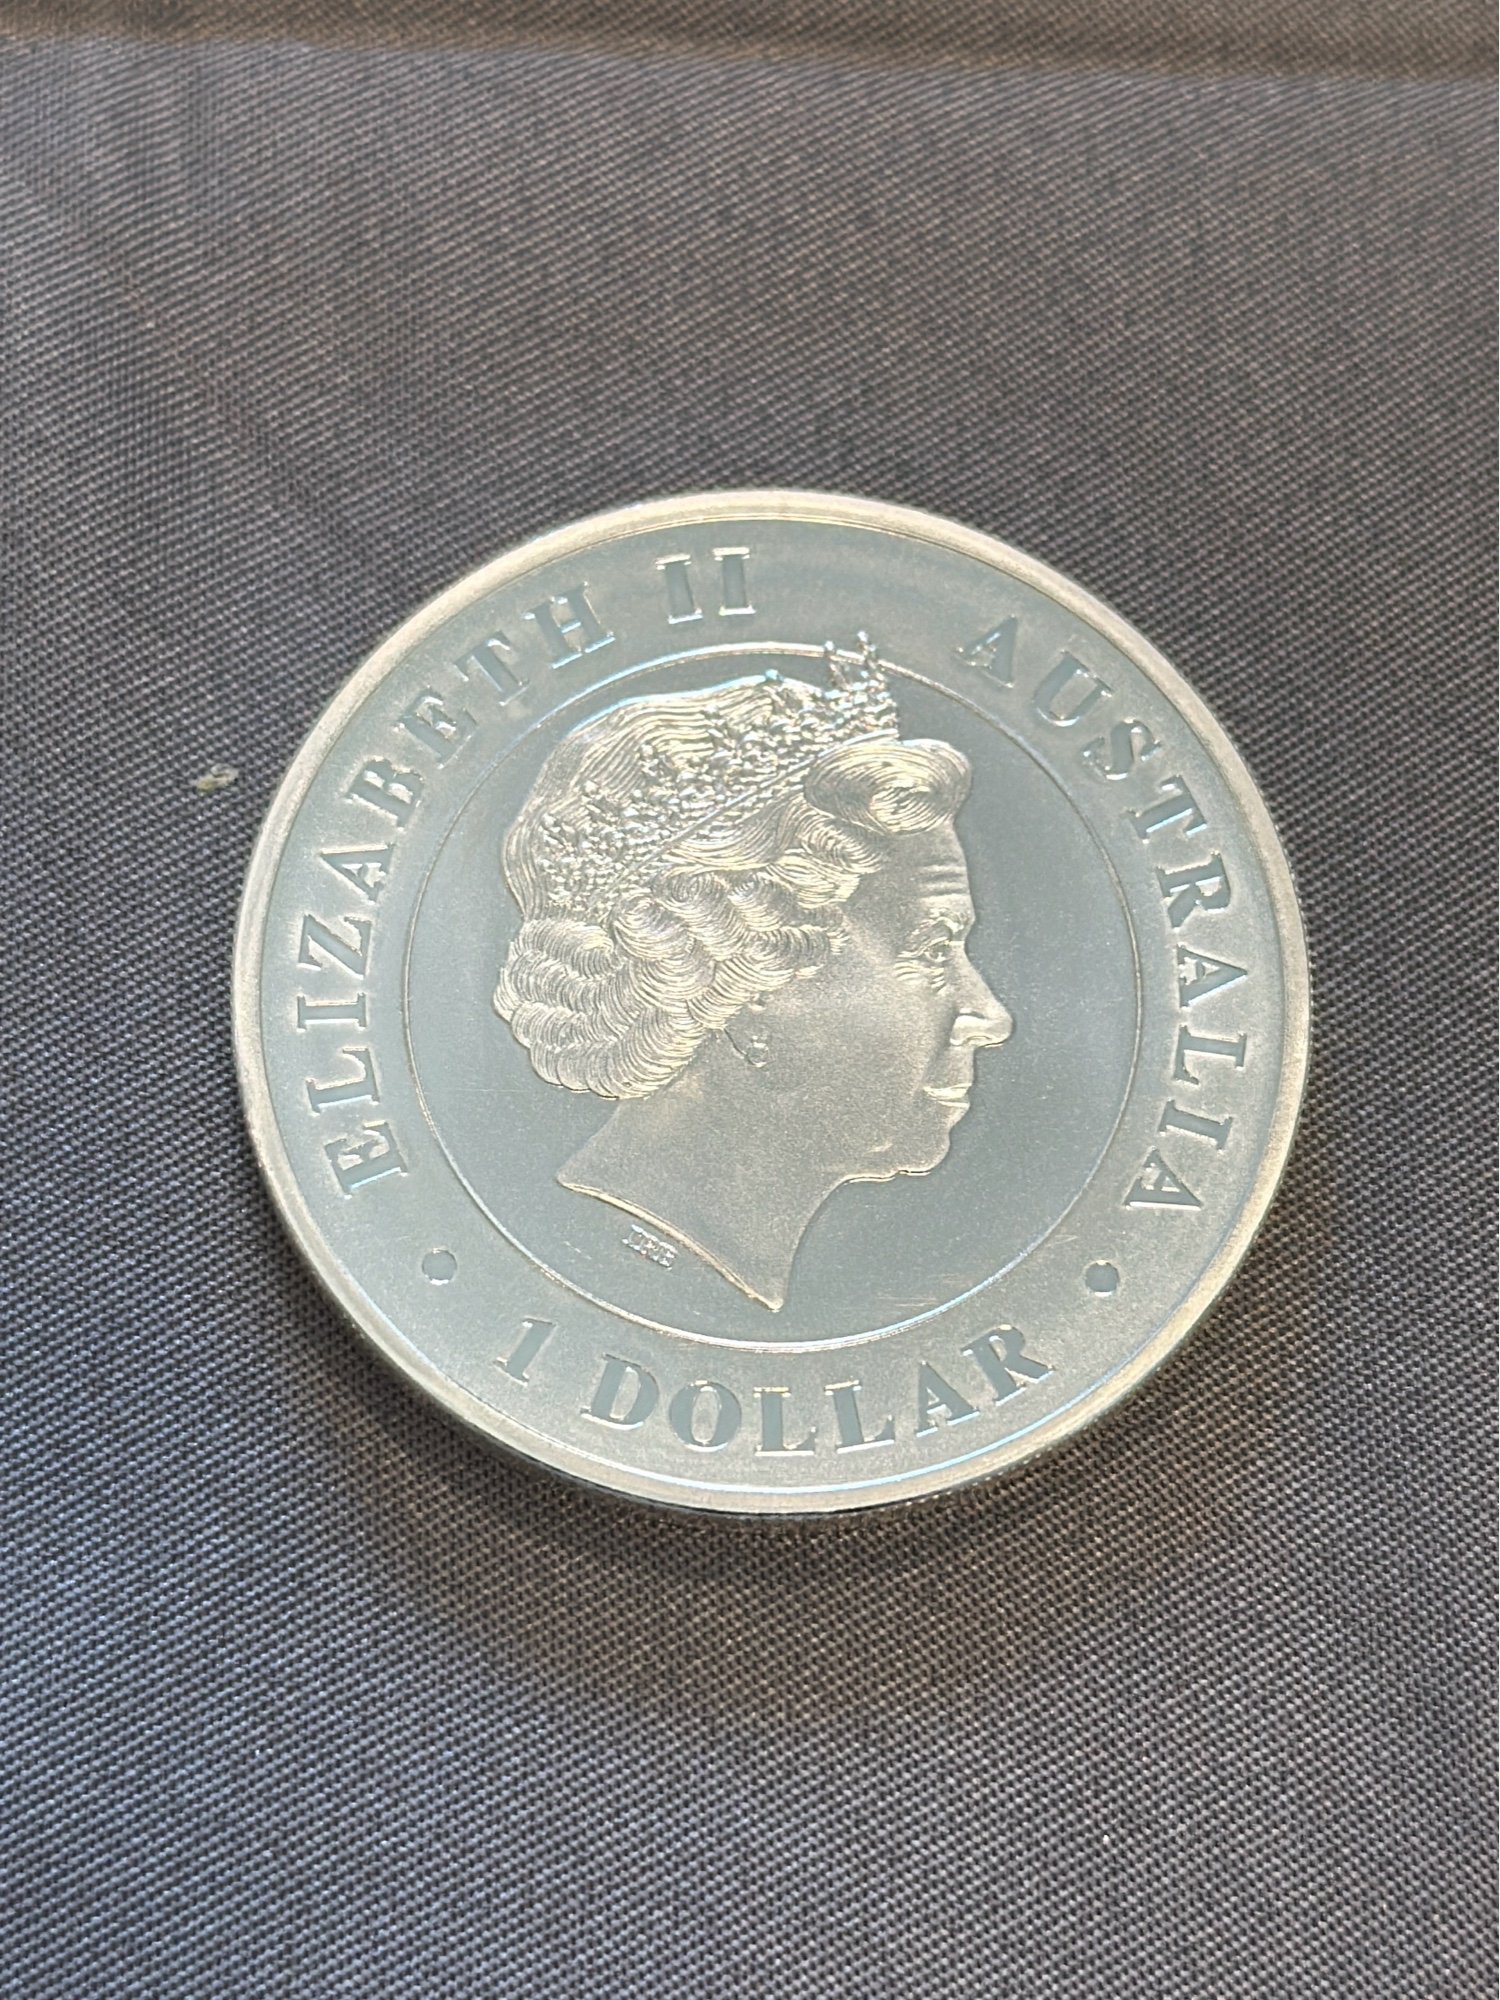 ELIZABETH II AUSTRALIA
IRB
• 1 DOLLAR •